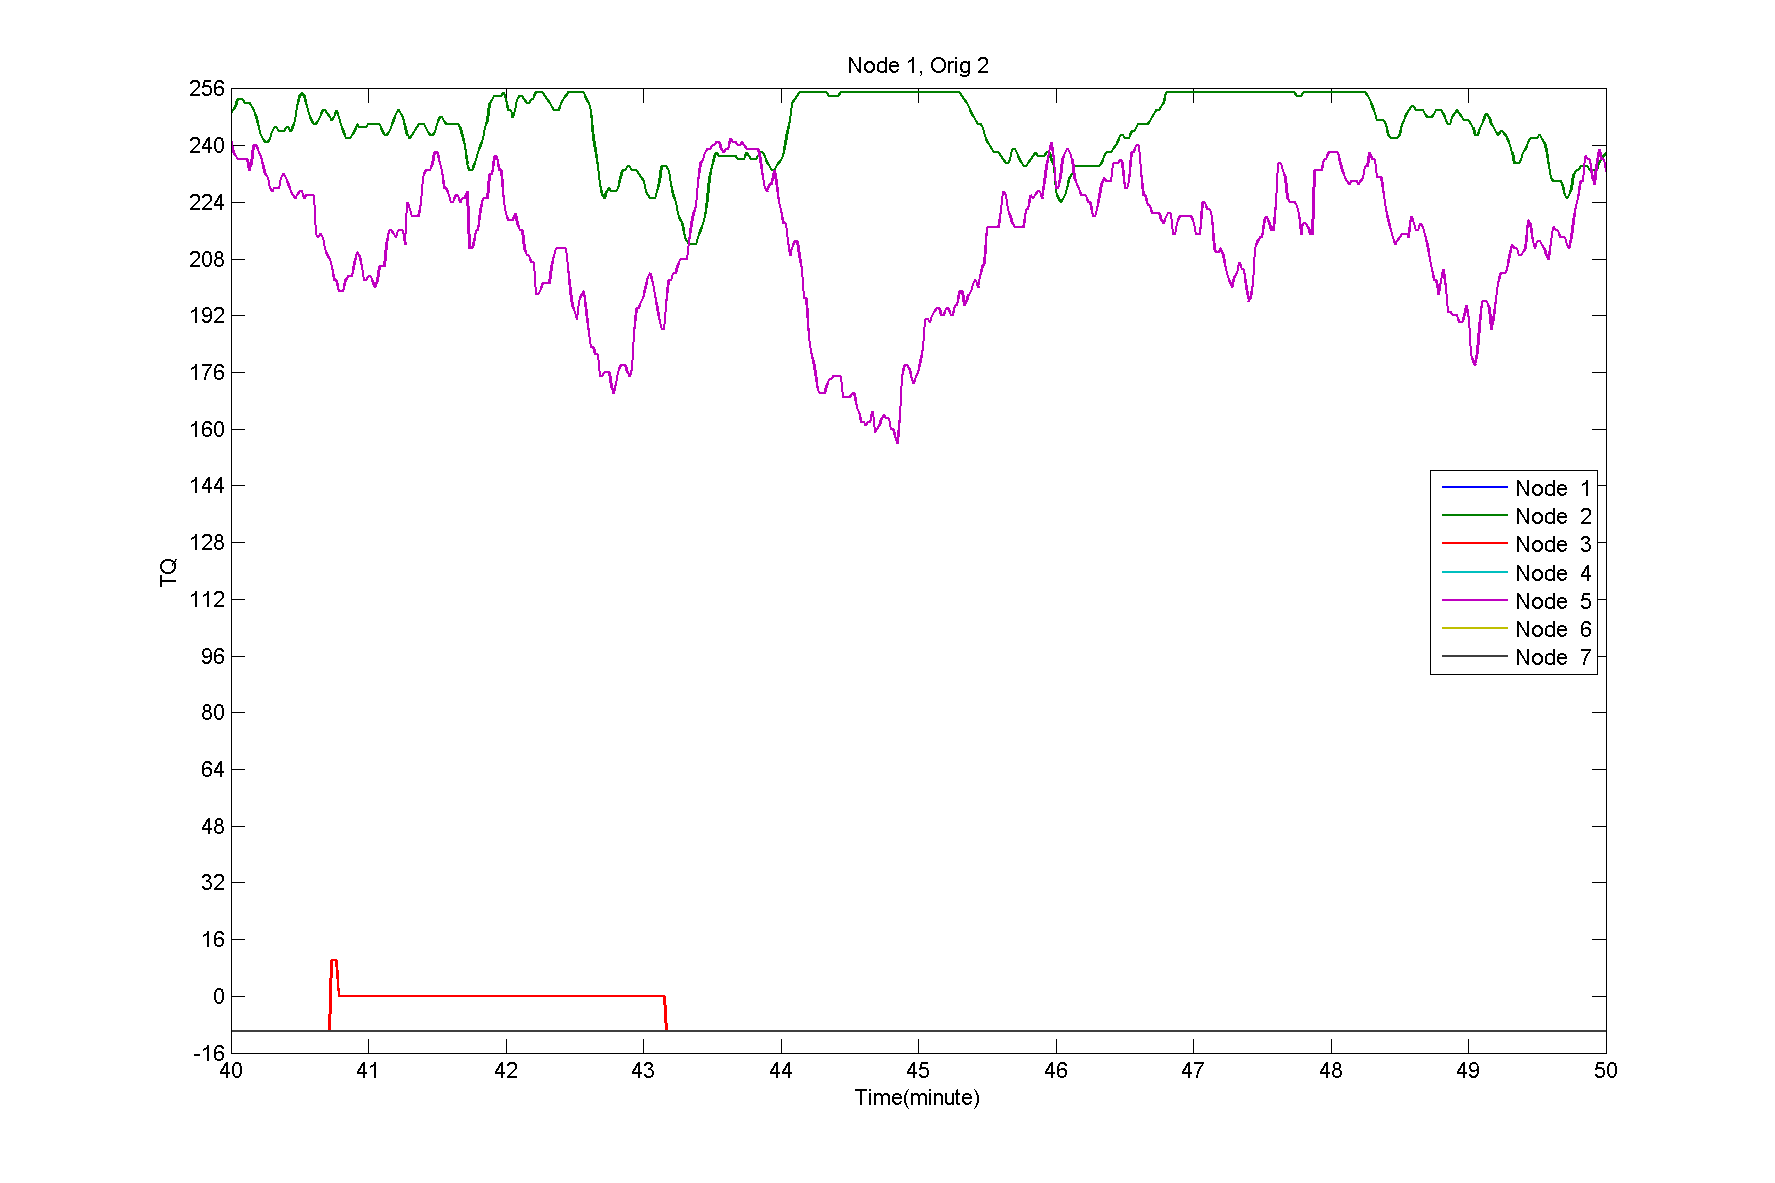 Node 1, Orig 2
256
240
224
208
192
176
160
144
128
112
96
80
64
48
32
16
0
-16
TQ
Node 1
Node 2
Node 3
Node 4
Node 5
Node 6
Node 7
40 41 42 43 44 45 46 47 48 49 50
Time(minute)